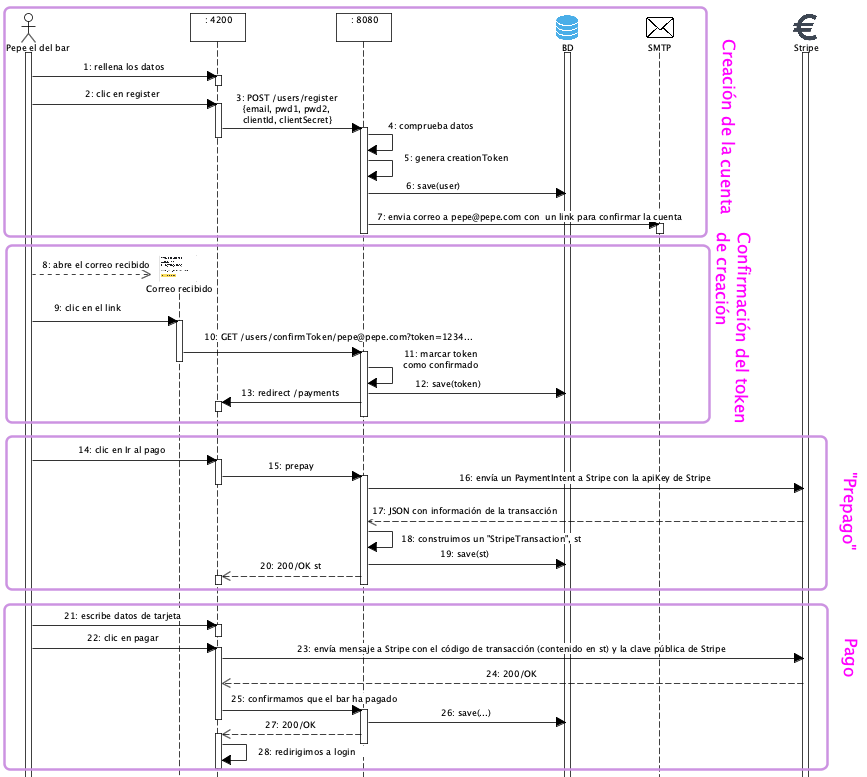 : 4200
: 8080
Pepe el del bar
BD
SMTP
Stripe
1: rellena los datos
2: clic en register
3: POST /users/register
{email, pwd1, pwd2,
clientId, clientSecret}
4: comprueba datos
5: genera creationToken
6: save(user)
7: envia correo a pepe@pepe.com con un link para confirmar la cuenta
Creación de la cuenta
8: abre el correo recibido
Correo recibido
9: clic en el link
10: GET /users/confirmToken/pepe@pepe.com?token=1234...
11: marcar token
como confirmado
12: save(token)
13: redirect /payments
Confirmación del token
de creación
14: clic en Ir al pago
15: prepay
16: envía un PaymentIntent a Stripe con la apiKey de Stripe
17: JSON con información de la transacción
18: construimos un "StripeTransaction", st
19: save(st)
20: 200/OK st
"Prepago"
21: escribe datos de tarjeta
22: clic en pagar
23: envía mensaje a Stripe con el código de transacción (contenido en st) y la clave pública de Stripe
24: 200/OK
25: confirmamos que el bar ha pagado
26: save(...)
27: 200/OK
28: redirigimos a login
Pago